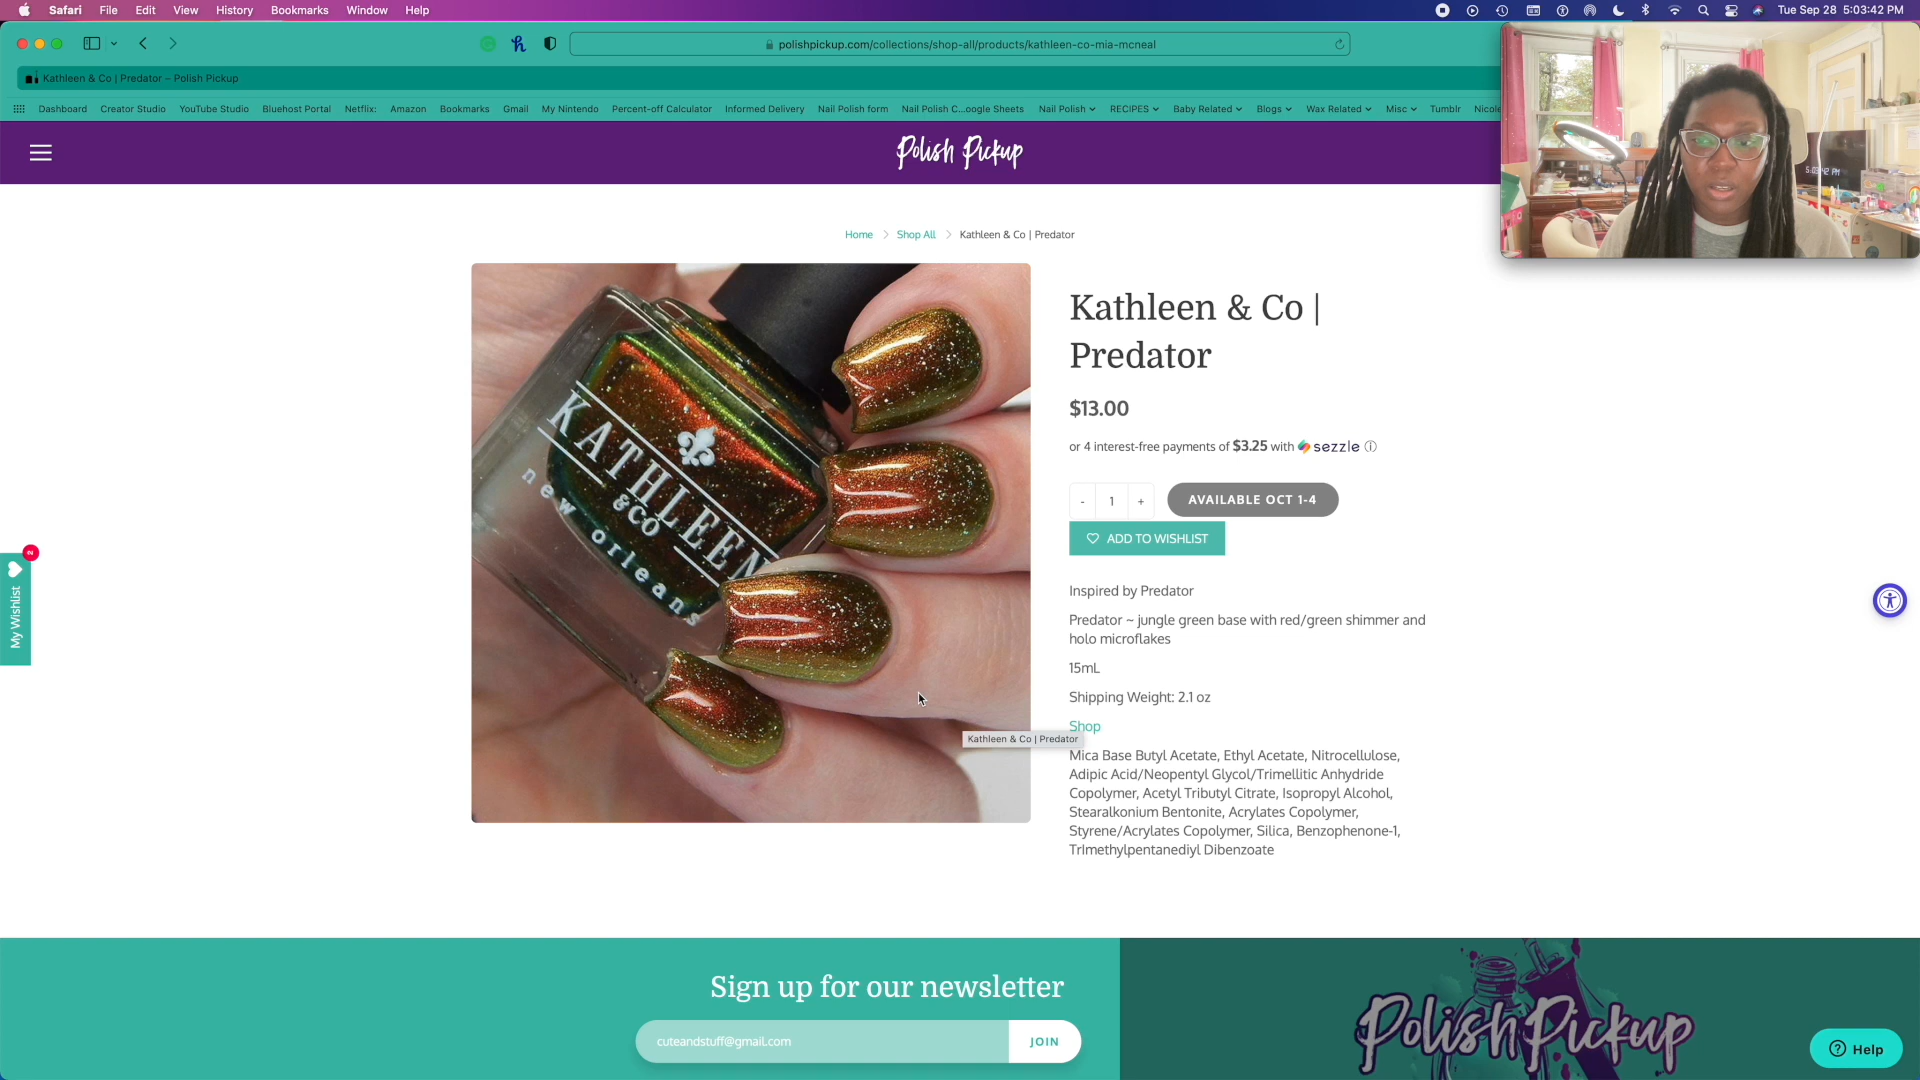 Safari File Edit View History Bookmarks Window Help
Tue Sep 28 5:03:42 PM
polishpickup.com/collections/shop-all/products/kathleen-co-mia-mcneal
Kathleen & Co | Predator – Polish Pickup
Dashboard Creator Studio YouTube Studio Bluehost Portal Netflix: Amazon Bookmarks Gmail My Nintendo Percent-off Calculator Informed Delivery Nail Polish form Nail Polish C...oogle Sheets Nail Polish RECIPES Baby Related Blogs Wax Related Misc Tumblr Nicole
Polish Pickup
5:03:42 PM
Home Shop All Kathleen & Co | Predator
KATHLEEN
&CO
new orleans
Kathleen & Co |
Predator
$13.00
or 4 interest-free payments of $3.25 with sezzle
- 1 + AVAILABLE OCT 1-4
ADD TO WISHLIST
2
My Wishlist
Inspired by Predator
Predator ~ jungle green base with red/green shimmer and
holo microflakes
15mL
Shipping Weight: 2.1 oz
Shop
Kathleen & Co | Predator
Mica Base Butyl Acetate, Ethyl Acetate, Nitrocellulose,
Adipic Acid/Neopentyl Glycol/Trimellitic Anhydride
Copolymer, Acetyl Tributyl Citrate, Isopropyl Alcohol,
Stearalkonium Bentonite, Acrylates Copolymer,
Styrene/Acrylates Copolymer, Silica, Benzophenone-1,
TrImethylpentanediyl Dibenzoate
Sign up for our newsletter
cuteandstuff@gmail.com JOIN
Polish Pickup
Help